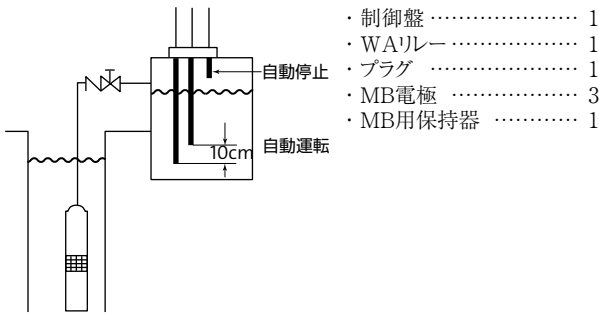 自動停止
自動運転
10cm
・制御盤 ………………… 1
・WAリレー ……………… 1
・プラグ ………………… 1
・MB電極 ……………… 3
・MB用保持器 ………… 1